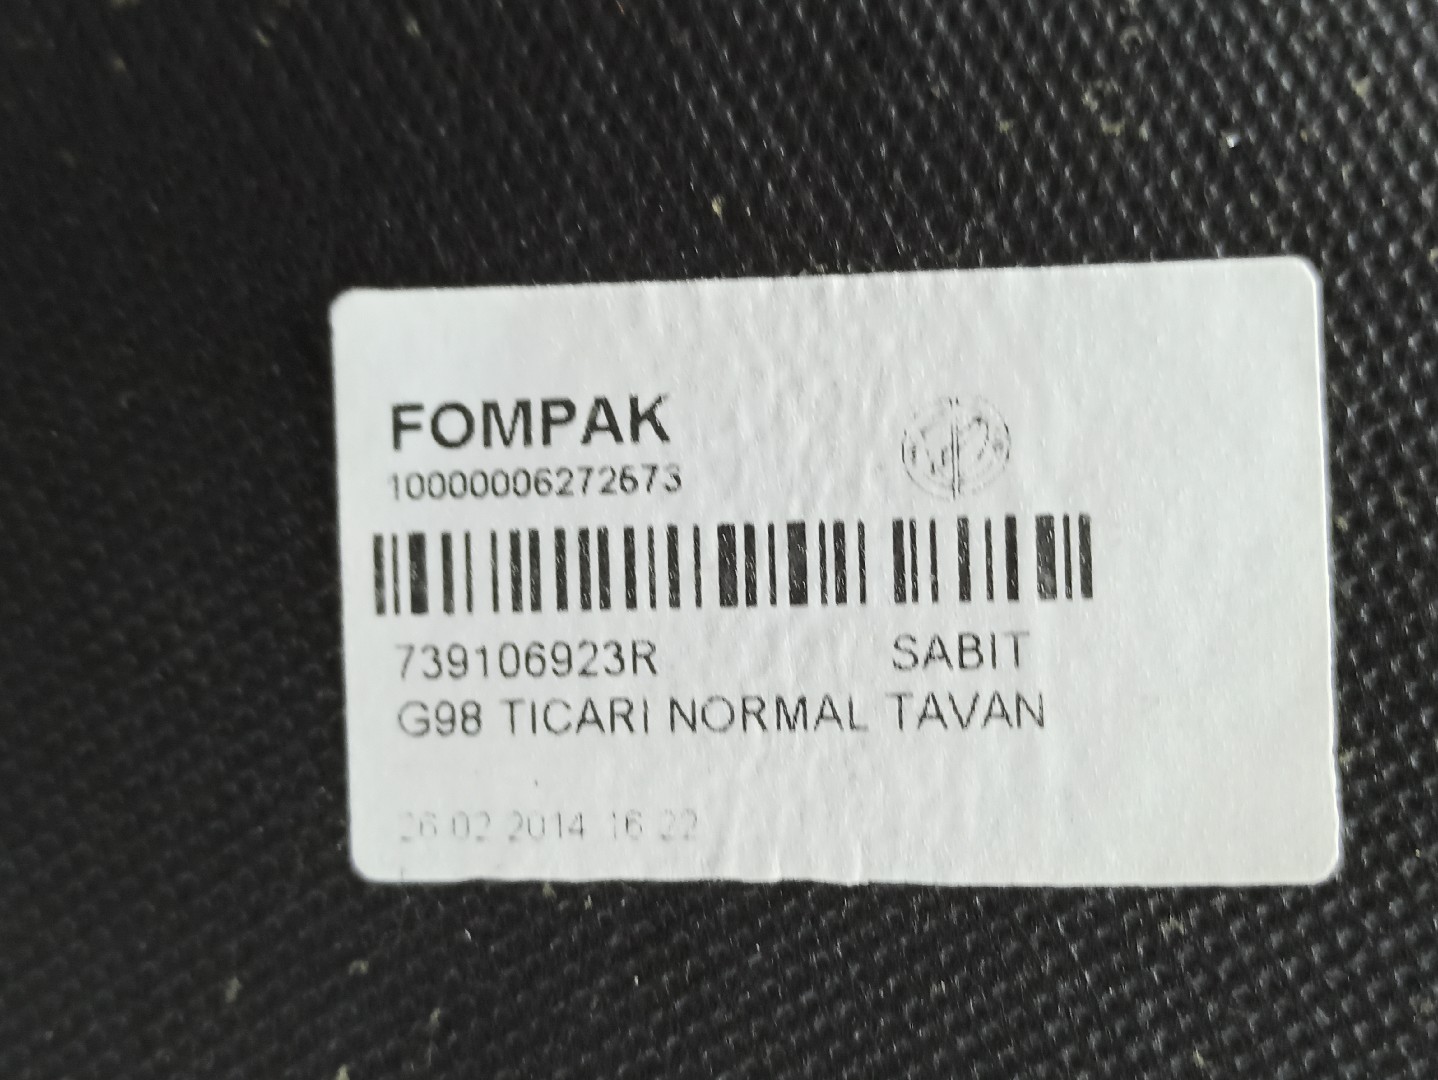 FOMPAK
10000006272673
739106923R SABIT
G98 TICARI NORMAL TAVAN
26 02 2014 16 22